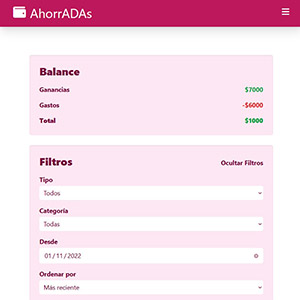 AhorrADAs
Balance
Ganancias $7000
Gastos -$6000
Total $1000
Filtros Ocultar Filtros
Tipo
Todos
Categoría
Todas
Desde
01/11/2022
Ordenar por
Más reciente